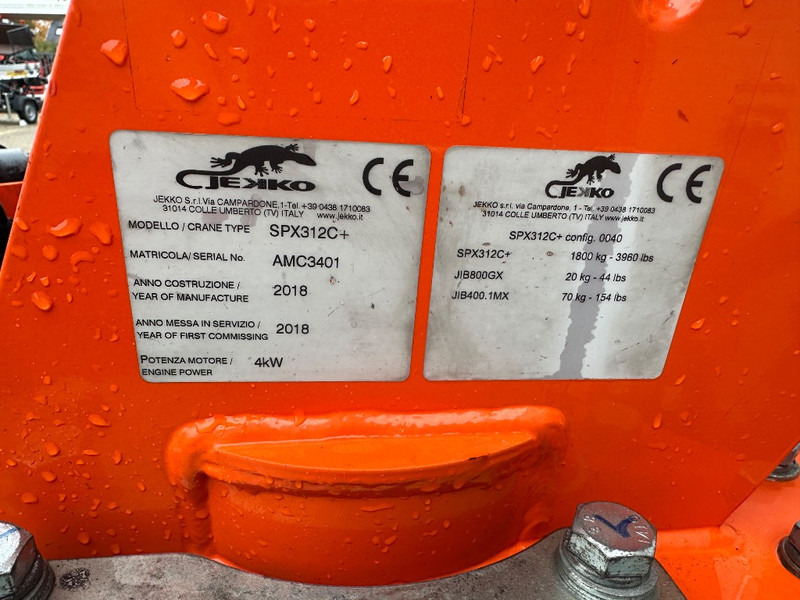 JEKKO CE
JEKKO s.r.l. Via CAMPARDONE, 1-Tel. +39 0438 1710083
31014 COLLE UMBERTO (TV) ITALY www.jekko.it
MODELLO / CRANE TYPE SPX312C+
MATRICOLA/ SERIAL No. AMC3401
ANNO COSTRUZIONE /
YEAR OF MANUFACTURE 2018
ANNO MESSA IN SERVIZIO /
YEAR OF FIRST COMMISSING 2018
POTENZA MOTORE /
ENGINE POWER 4kW
JEKKO CE
JEKKO s.r.l. via Campardone, 1 - Tel. +39 0438 1710083
31014 COLLE UMBERTO (TV) ITALY www.jekko.it
SPX312C+ config. 0040
SPX312C+ 1800 kg - 3960 lbs
JIB800GX 20 kg - 44 lbs
JIB400.1MX 70 kg - 154 lbs